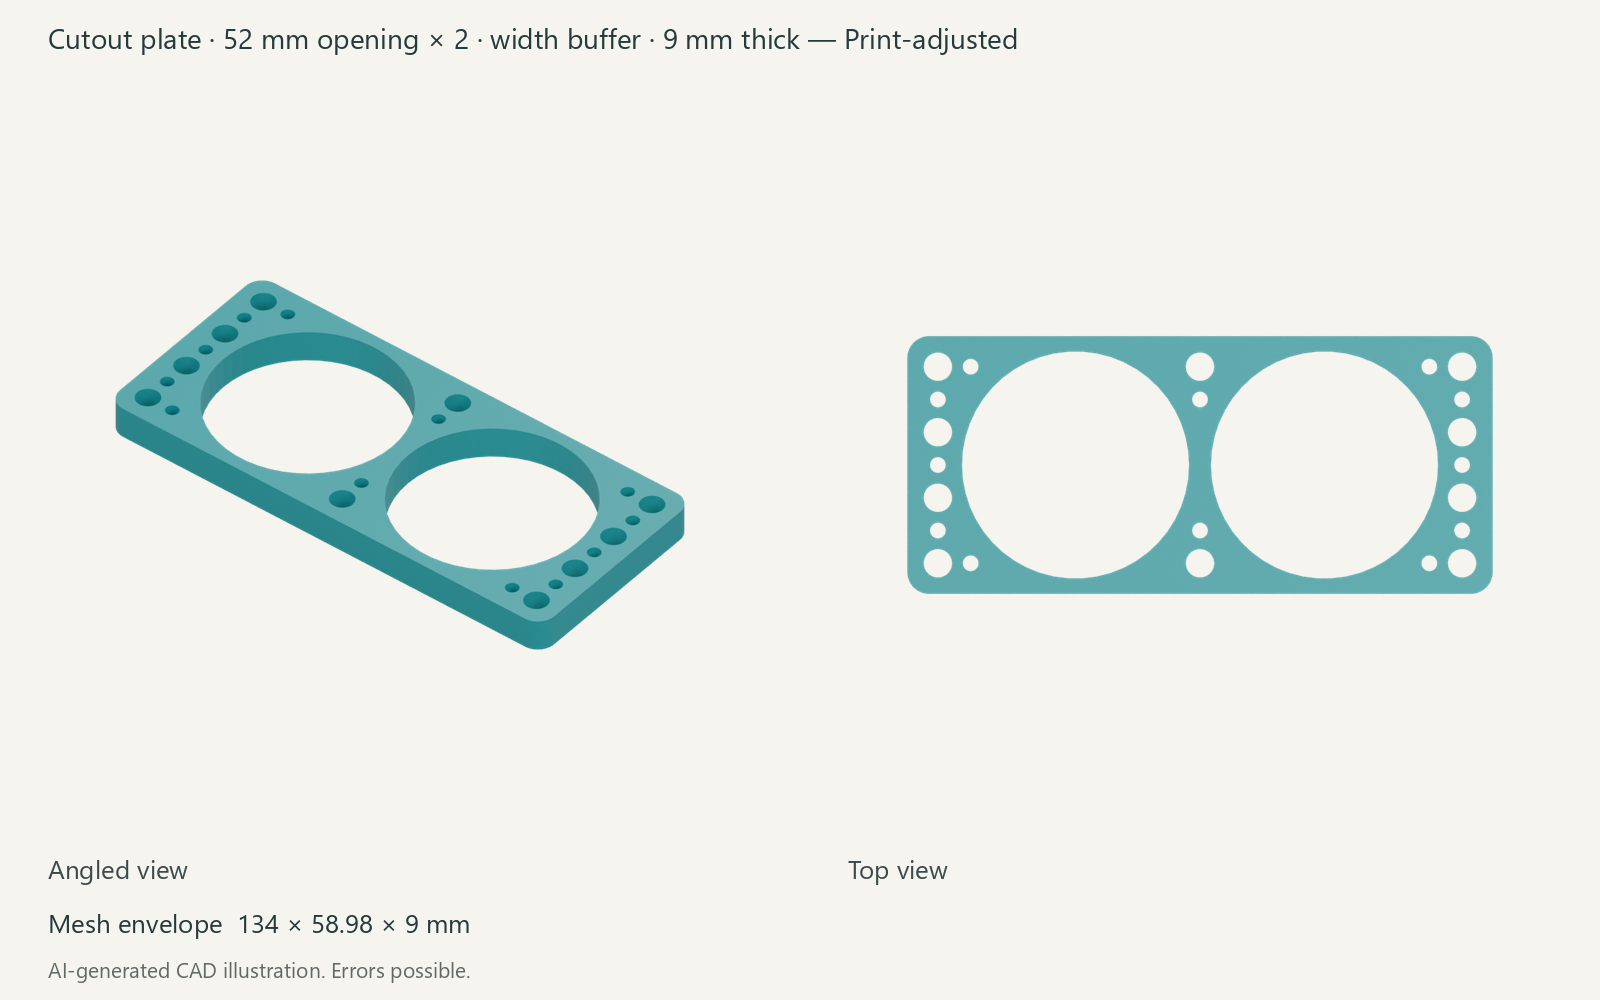 Cutout plate · 52 mm opening × 2 · width buffer · 9 mm thick — Print-adjusted
Angled view
Top view
Mesh envelope 134 × 58.98 × 9 mm
AI-generated CAD illustration. Errors possible.